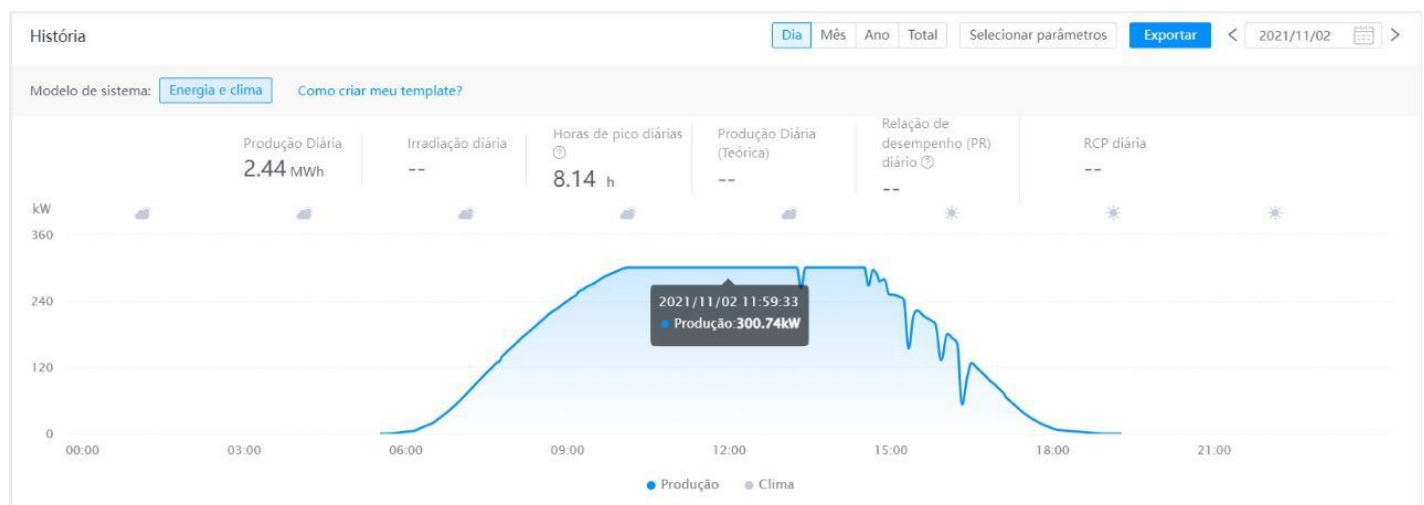 História
Dia Mês Ano Total Selecionar parâmetros Exportar < 2021/11/02 >
Modelo de sistema: Energia e clima Como criar meu template?
Produção Diária
2.44 MWh
Irradiação diária
--
Horas de pico diárias
?
8.14 h
Produção Diária
(Teórica)
--
Relação de
desempenho (PR)
diário ?
--
RCP diária
--
kW
360
240
120
0
2021/11/02 11:59:33
Produção:300.74kW
00:00 03:00 06:00 09:00 12:00 15:00 18:00 21:00
Produção Clima